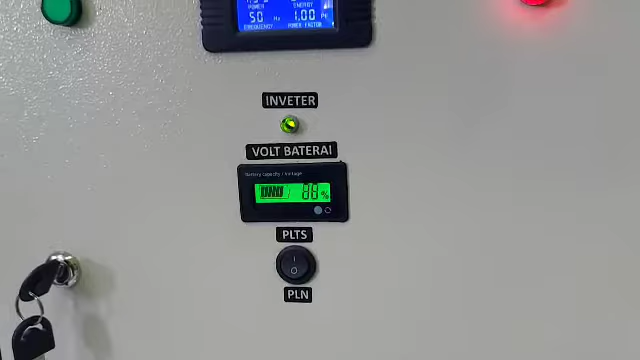 POWER
ENERGY
50 Hz
1.00 PF
FREQUENCY
POWER FACTOR
INVETER
VOLT BATERAI
Battery capacity / Voltage
88%
PLTS
I
O
PLN